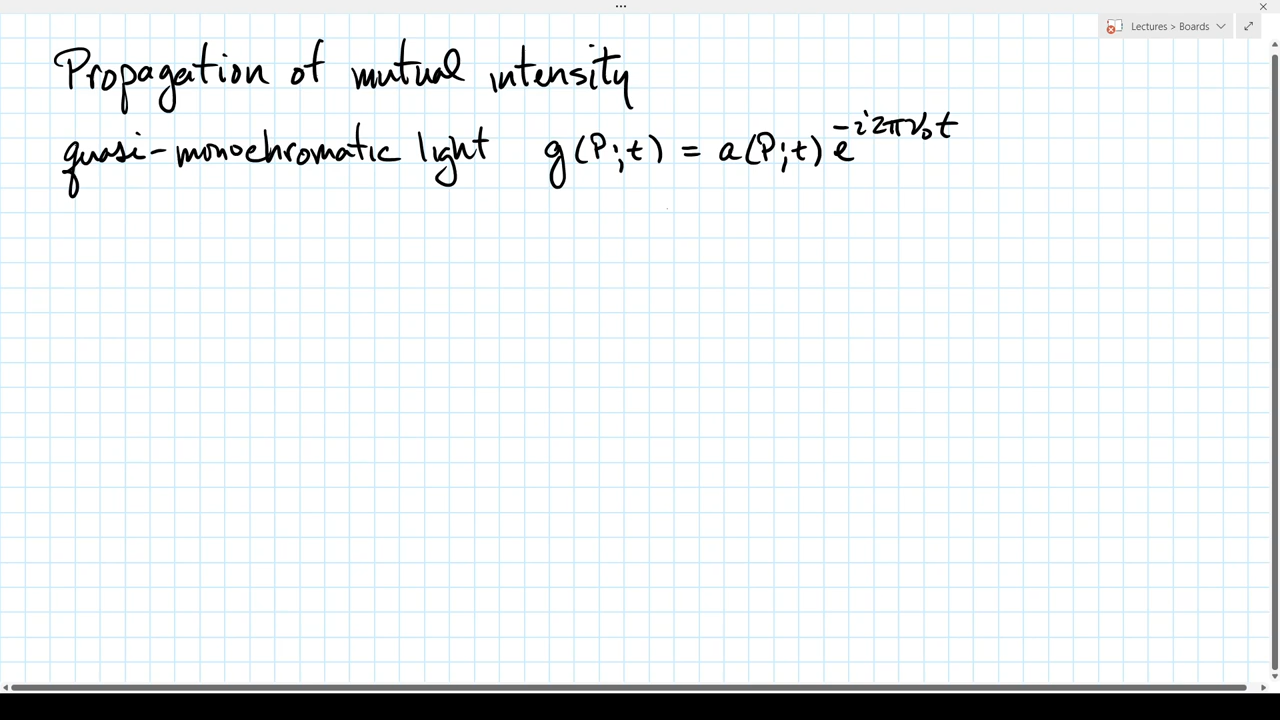 ...
Lectures > Boards
Propagation of mutual intensity
quasi-monochromatic light g(P;t) = a(P;t) e^{-i2πν₀t}